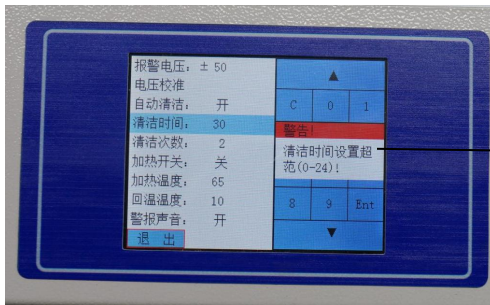 报警电压：± 50
电压校准
自动清洁： 开
清洁时间： 30
清洁次数： 2
加热开关： 关
加热温度： 65
回温温度： 10
警报声音： 开
退 出
▲
C 0 1
警告!
清洁时间设置超
范(0-24)!
8 9 Ent
▼